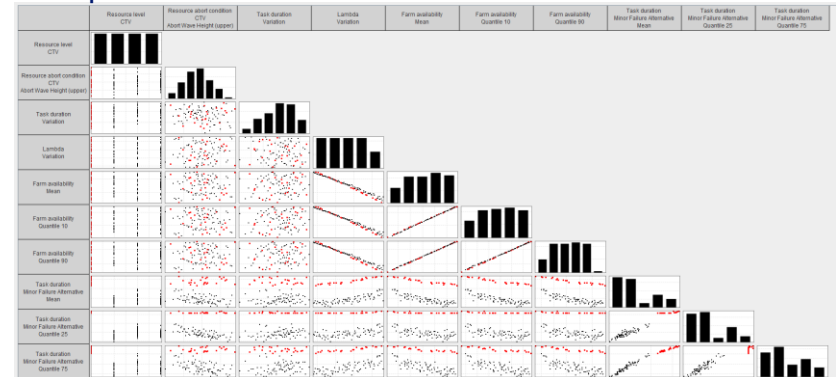 Resource level
CTV
Resource abort condition
CTV
Abort Wave Height (upper)
Task duration
Variation
Lambda
Variation
Farm availability
Mean
Farm availability
Quantile 10
Farm availability
Quantile 90
Task duration
Minor Failure Alternative
Mean
Task duration
Minor Failure Alternative
Quantile 25
Task duration
Minor Failure Alternative
Quantile 75
Resource level
CTV
Resource abort condition
CTV
Abort Wave Height (upper)
Task duration
Variation
Lambda
Variation
Farm availability
Mean
Farm availability
Quantile 10
Farm availability
Quantile 90
Task duration
Minor Failure Alternative
Mean
Task duration
Minor Failure Alternative
Quantile 25
Task duration
Minor Failure Alternative
Quantile 75